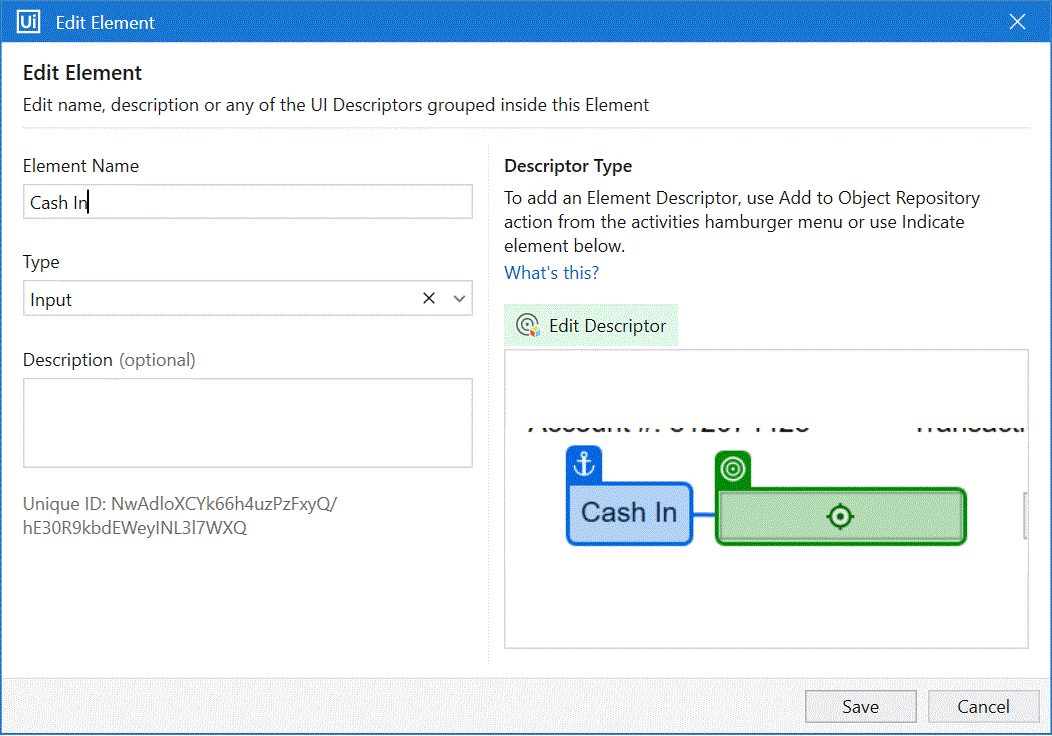 Ui Edit Element
Edit Element
Edit name, description or any of the UI Descriptors grouped inside this Element
Element Name
Cash In
Type
Input
Description (optional)
Unique ID: NwAdloXCYk66h4uzPzFxyQ/
hE30R9kbdEWeyINL3l7WXQ
Descriptor Type
To add an Element Descriptor, use Add to Object Repository
action from the activities hamburger menu or use Indicate
element below.
What's this?
Edit Descriptor
Cash In
Save
Cancel